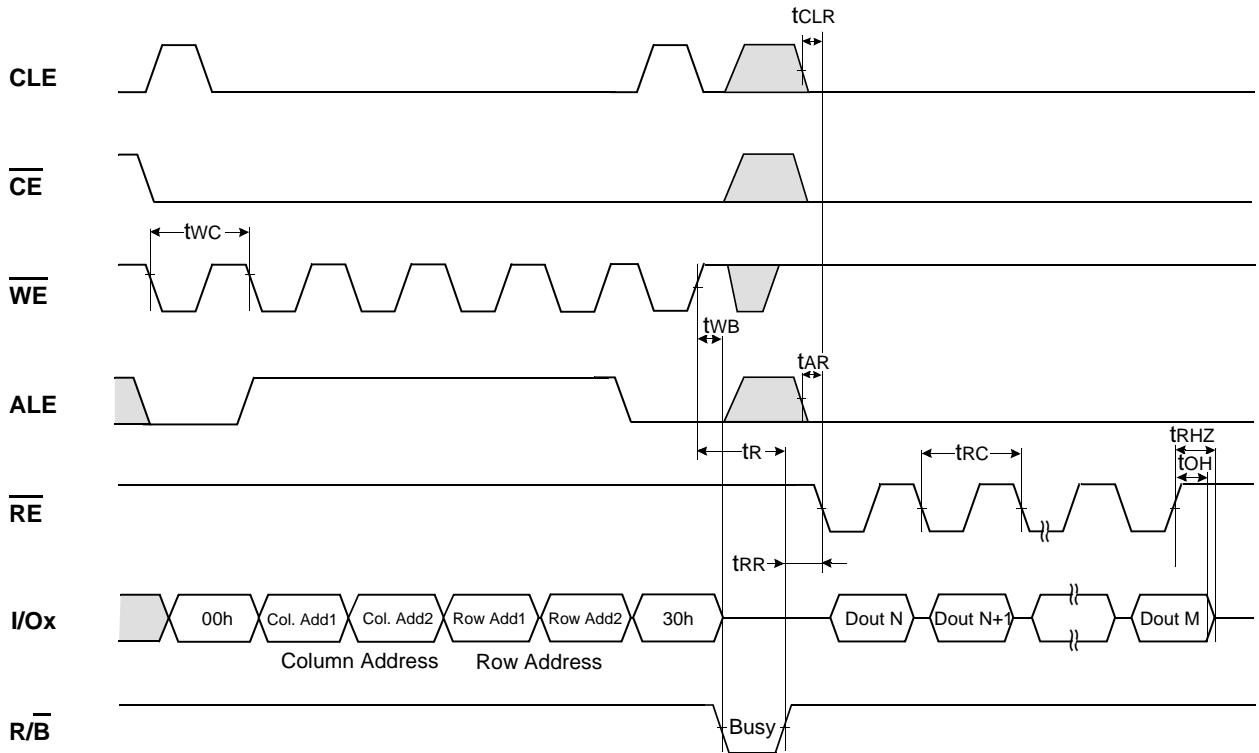 tCLR
CLE
CE
tWC
WE
tWB
tAR
ALE
tRHZ
tR
tRC
tOH
RE
tRR
I/Ox
00h
Col. Add1
Col. Add2
Row Add1
Row Add2
30h
Dout N
Dout N+1
Dout M
Column Address
Row Address
R/B
Busy